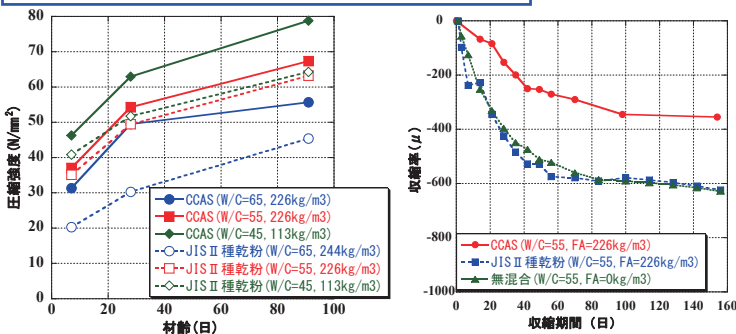 80
70
60
50
40
30
20
10
0
0
20
40
60
80
100
圧縮強度(N/mm²)
材齢(日)
CCAS(W/C=65, 226kg/m3)
CCAS(W/C=55, 226kg/m3)
CCAS(W/C=45, 113kg/m3)
JISⅡ種乾粉(W/C=65, 244kg/m3)
JISⅡ種乾粉(W/C=55, 226kg/m3)
JISⅡ種乾粉(W/C=45, 113kg/m3)
0
-200
-400
-600
-800
-1000
0
20
40
60
80
100
120
140
160
収縮率(μ)
収縮期間 (日)
CCAS(W/C=55, FA=226kg/m3)
JISⅡ種乾粉(W/C=55, FA=226kg/m3)
無混合(W/C=55, FA=0kg/m3)